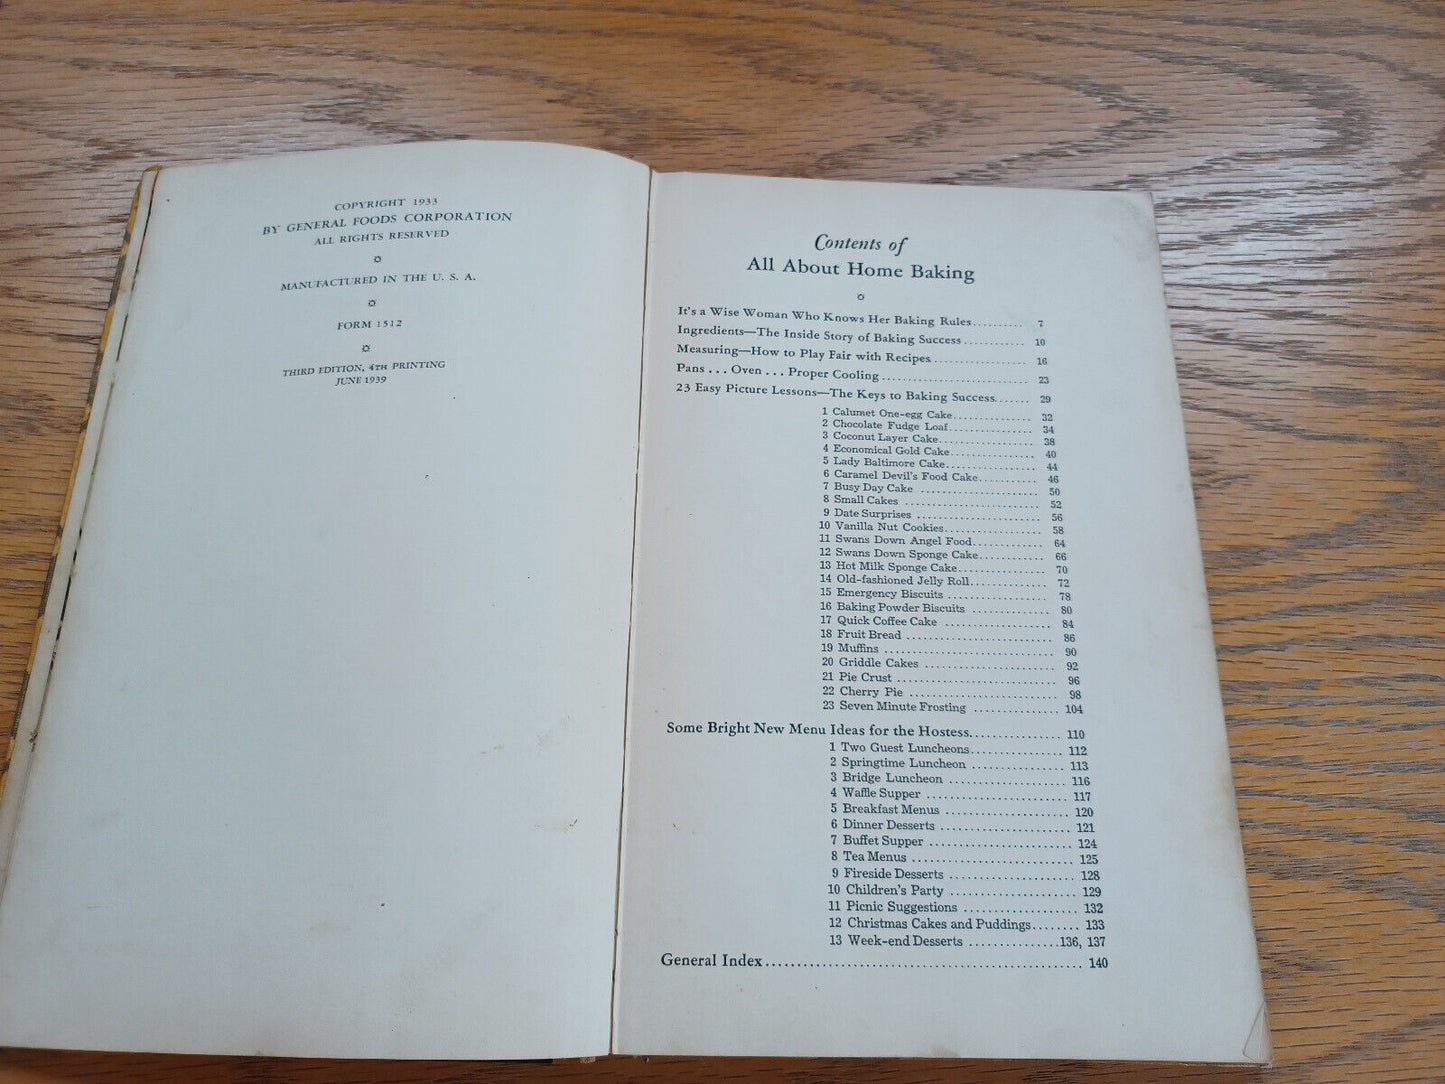 COPYRIGHT 1933
BY GENERAL FOODS CORPORATION
ALL RIGHTS RESERVED
MANUFACTURED IN THE U. S. A.
FORM 1512
THIRD EDITION, 4TH PRINTING
JUNE 1939
Contents of
All About Home Baking
It's a Wise Woman Who Knows Her Baking Rules.......... 7
Ingredients—The Inside Story of Baking Success............. 10
Measuring—How to Play Fair with Recipes.................. 16
Pans . . . Oven . . . Proper Cooling........................... 23
23 Easy Picture Lessons—The Keys to Baking Success....... 29
1 Calumet One-egg Cake............... 32
2 Chocolate Fudge Loaf................ 34
3 Coconut Layer Cake.................. 38
4 Economical Gold Cake................ 40
5 Lady Baltimore Cake................. 44
6 Caramel Devil's Food Cake........... 46
7 Busy Day Cake ...................... 50
8 Small Cakes ........................ 52
9 Date Surprises ...................... 56
10 Vanilla Nut Cookies.................. 58
11 Swans Down Angel Food............. 64
12 Swans Down Sponge Cake............ 66
13 Hot Milk Sponge Cake................ 70
14 Old-fashioned Jelly Roll.............. 72
15 Emergency Biscuits .................. 78
16 Baking Powder Biscuits .............. 80
17 Quick Coffee Cake ................... 84
18 Fruit Bread ......................... 86
19 Muffins ............................. 90
20 Griddle Cakes ....................... 92
21 Pie Crust ........................... 96
22 Cherry Pie .......................... 98
23 Seven Minute Frosting ............... 104
Some Bright New Menu Ideas for the Hostess................ 110
1 Two Guest Luncheons................ 112
2 Springtime Luncheon ................ 113
3 Bridge Luncheon .................... 116
4 Waffle Supper ....................... 117
5 Breakfast Menus ..................... 120
6 Dinner Desserts ...................... 121
7 Buffet Supper ........................ 124
8 Tea Menus .......................... 125
9 Fireside Desserts .................... 128
10 Children's Party ..................... 129
11 Picnic Suggestions ................... 132
12 Christmas Cakes and Puddings........ 133
13 Week-end Desserts ...............136, 137
General Index.................................................. 140